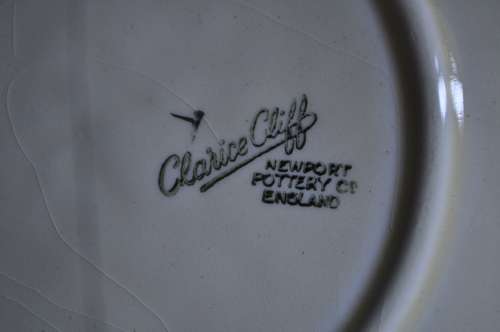 Clarice Cliff
NEWPORT
POTTERY Co
ENGLAND